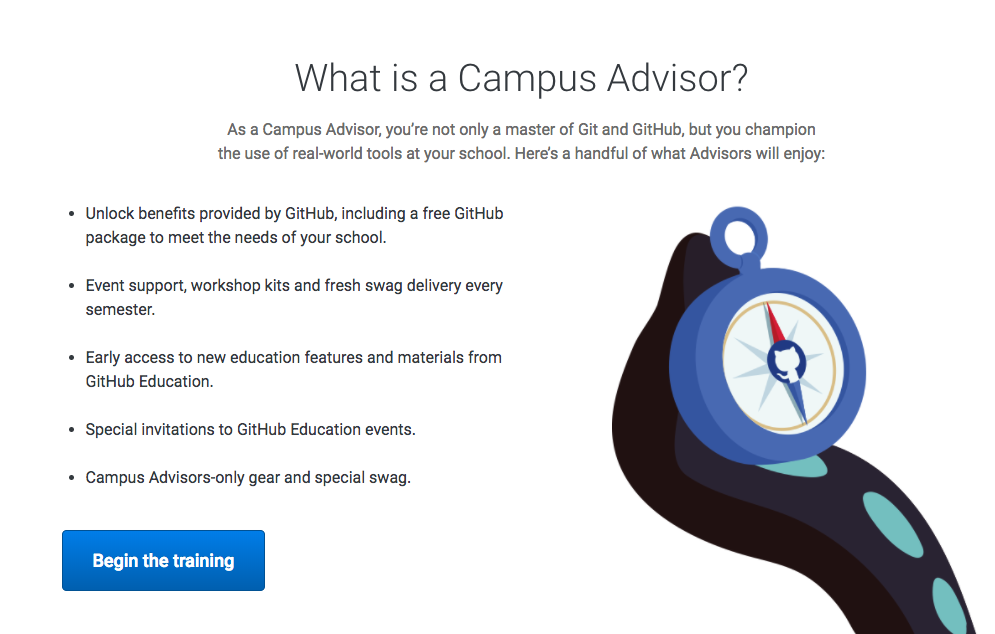 What is a Campus Advisor?
As a Campus Advisor, you’re not only a master of Git and GitHub, but you champion
the use of real-world tools at your school. Here’s a handful of what Advisors will enjoy:
• Unlock benefits provided by GitHub, including a free GitHub
package to meet the needs of your school.
• Event support, workshop kits and fresh swag delivery every
semester.
• Early access to new education features and materials from
GitHub Education.
• Special invitations to GitHub Education events.
• Campus Advisors-only gear and special swag.
Begin the training